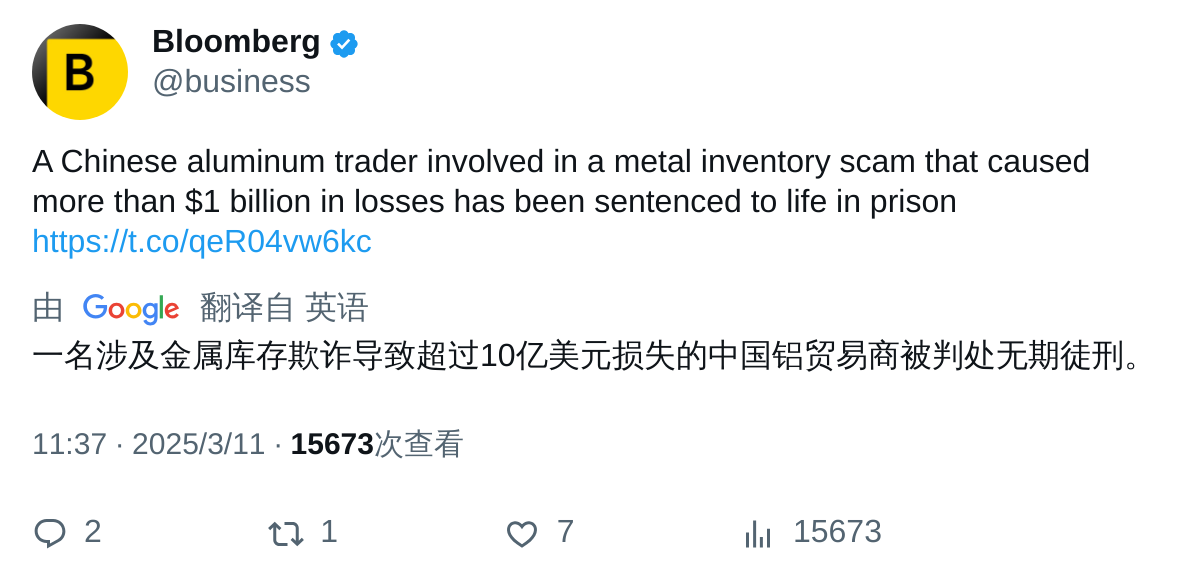 B
Bloomberg
@business
A Chinese aluminum trader involved in a metal inventory scam that caused
more than $1 billion in losses has been sentenced to life in prison
https://t.co/qeR04vw6kc
由 Google 翻译自 英语
一名涉及金属库存欺诈导致超过10亿美元损失的中国铝贸易商被判处无期徒刑。
11:37 · 2025/3/11 · 15673次查看
2 1 7 15673